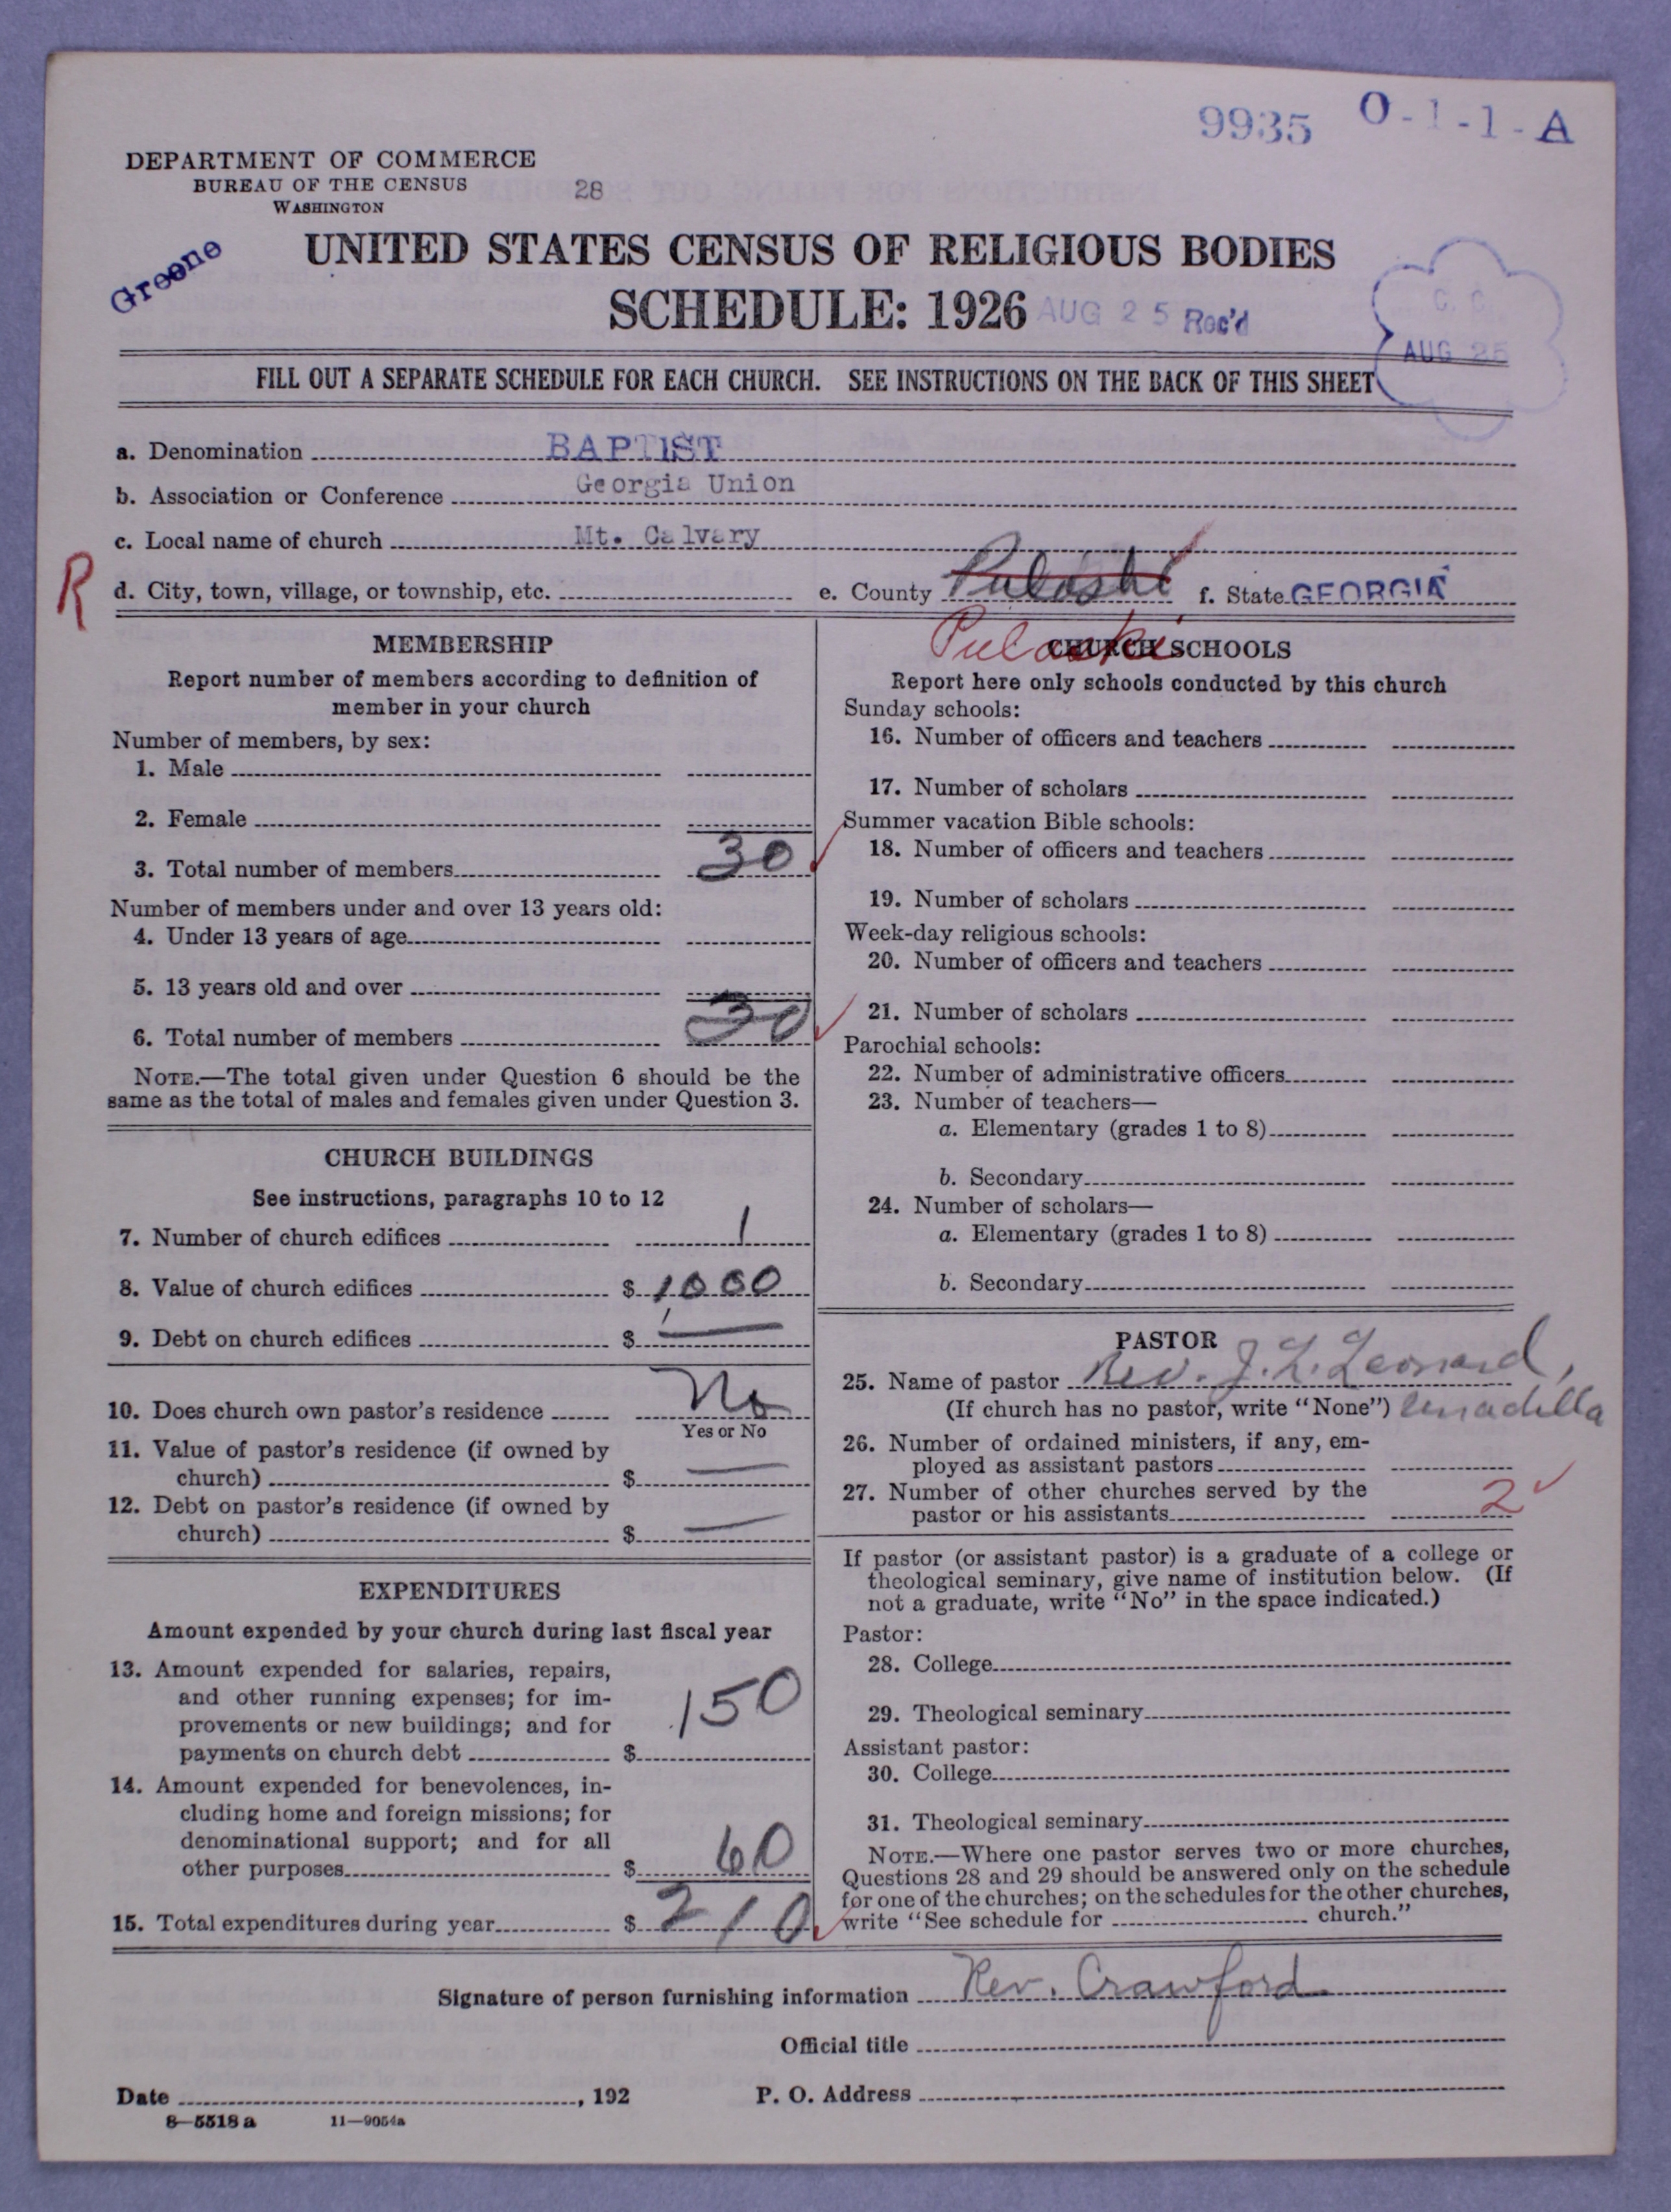 9935 O-1-1-A
DEPARTMENT OF COMMERCE
BUREAU OF THE CENSUS
28
WASHINGTON
Greene
UNITED STATES CENSUS OF RELIGIOUS BODIES
SCHEDULE: 1926
AUG 25 Rec'd
C. C.
AUG 25
FILL OUT A SEPARATE SCHEDULE FOR EACH CHURCH. SEE INSTRUCTIONS ON THE BACK OF THIS SHEET
a. Denomination BAPTIST
b. Association or Conference Georgia Union
c. Local name of church Mt. Calvary
R
d. City, town, village, or township, etc. e. County Pulaski f. State GEORGIA
Pulaski
MEMBERSHIP
Report number of members according to definition of
member in your church
Number of members, by sex:
1. Male
2. Female
3. Total number of members 30
Number of members under and over 13 years old:
4. Under 13 years of age
5. 13 years old and over
6. Total number of members 30
NOTE.—The total given under Question 6 should be the
same as the total of males and females given under Question 3.
CHURCH BUILDINGS
See instructions, paragraphs 10 to 12
7. Number of church edifices 1
8. Value of church edifices $ 1,000
9. Debt on church edifices $ —
10. Does church own pastor's residence No
Yes or No
11. Value of pastor's residence (if owned by
church) $ —
12. Debt on pastor's residence (if owned by
church) $ —
EXPENDITURES
Amount expended by your church during last fiscal year
13. Amount expended for salaries, repairs,
and other running expenses; for im-
provements or new buildings; and for
payments on church debt $ 150
14. Amount expended for benevolences, in-
cluding home and foreign missions; for
denominational support; and for all
other purposes $ 60
15. Total expenditures during year $ 210
CHURCH SCHOOLS
Report here only schools conducted by this church
Sunday schools:
16. Number of officers and teachers
17. Number of scholars
Summer vacation Bible schools:
18. Number of officers and teachers
19. Number of scholars
Week-day religious schools:
20. Number of officers and teachers
21. Number of scholars
Parochial schools:
22. Number of administrative officers
23. Number of teachers—
a. Elementary (grades 1 to 8)
b. Secondary
24. Number of scholars—
a. Elementary (grades 1 to 8)
b. Secondary
PASTOR
25. Name of pastor Rev. J. L. Leonard,
(If church has no pastor, write "None") Unadilla
26. Number of ordained ministers, if any, em-
ployed as assistant pastors
27. Number of other churches served by the
pastor or his assistants 2
If pastor (or assistant pastor) is a graduate of a college or
theological seminary, give name of institution below. (If
not a graduate, write "No" in the space indicated.)
Pastor:
28. College
29. Theological seminary
Assistant pastor:
30. College
31. Theological seminary
NOTE.—Where one pastor serves two or more churches,
Questions 28 and 29 should be answered only on the schedule
for one of the churches; on the schedules for the other churches,
write "See schedule for church."
Signature of person furnishing information Rev. Crawford
Official title
Date , 192 P. O. Address
8—5518 a 11—9054a